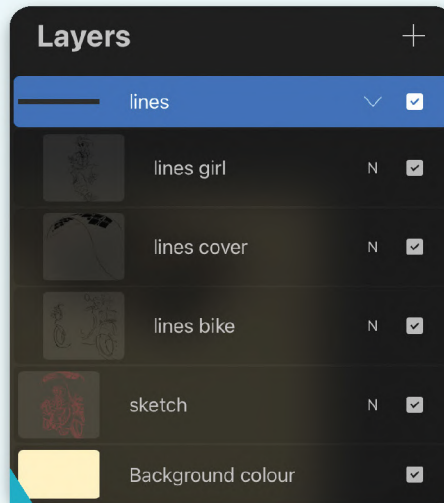 Layers
lines
lines girl N
lines cover N
lines bike N
sketch N
Background colour